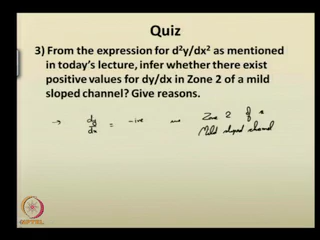 Quiz
3) From the expression for d²y/dx² as mentioned
in today's lecture, infer whether there exist
positive values for dy/dx in Zone 2 of a mild
sloped channel? Give reasons.
→ dy/dx = -ive Zone 2 of a
Mild sloped channel
NPTEL